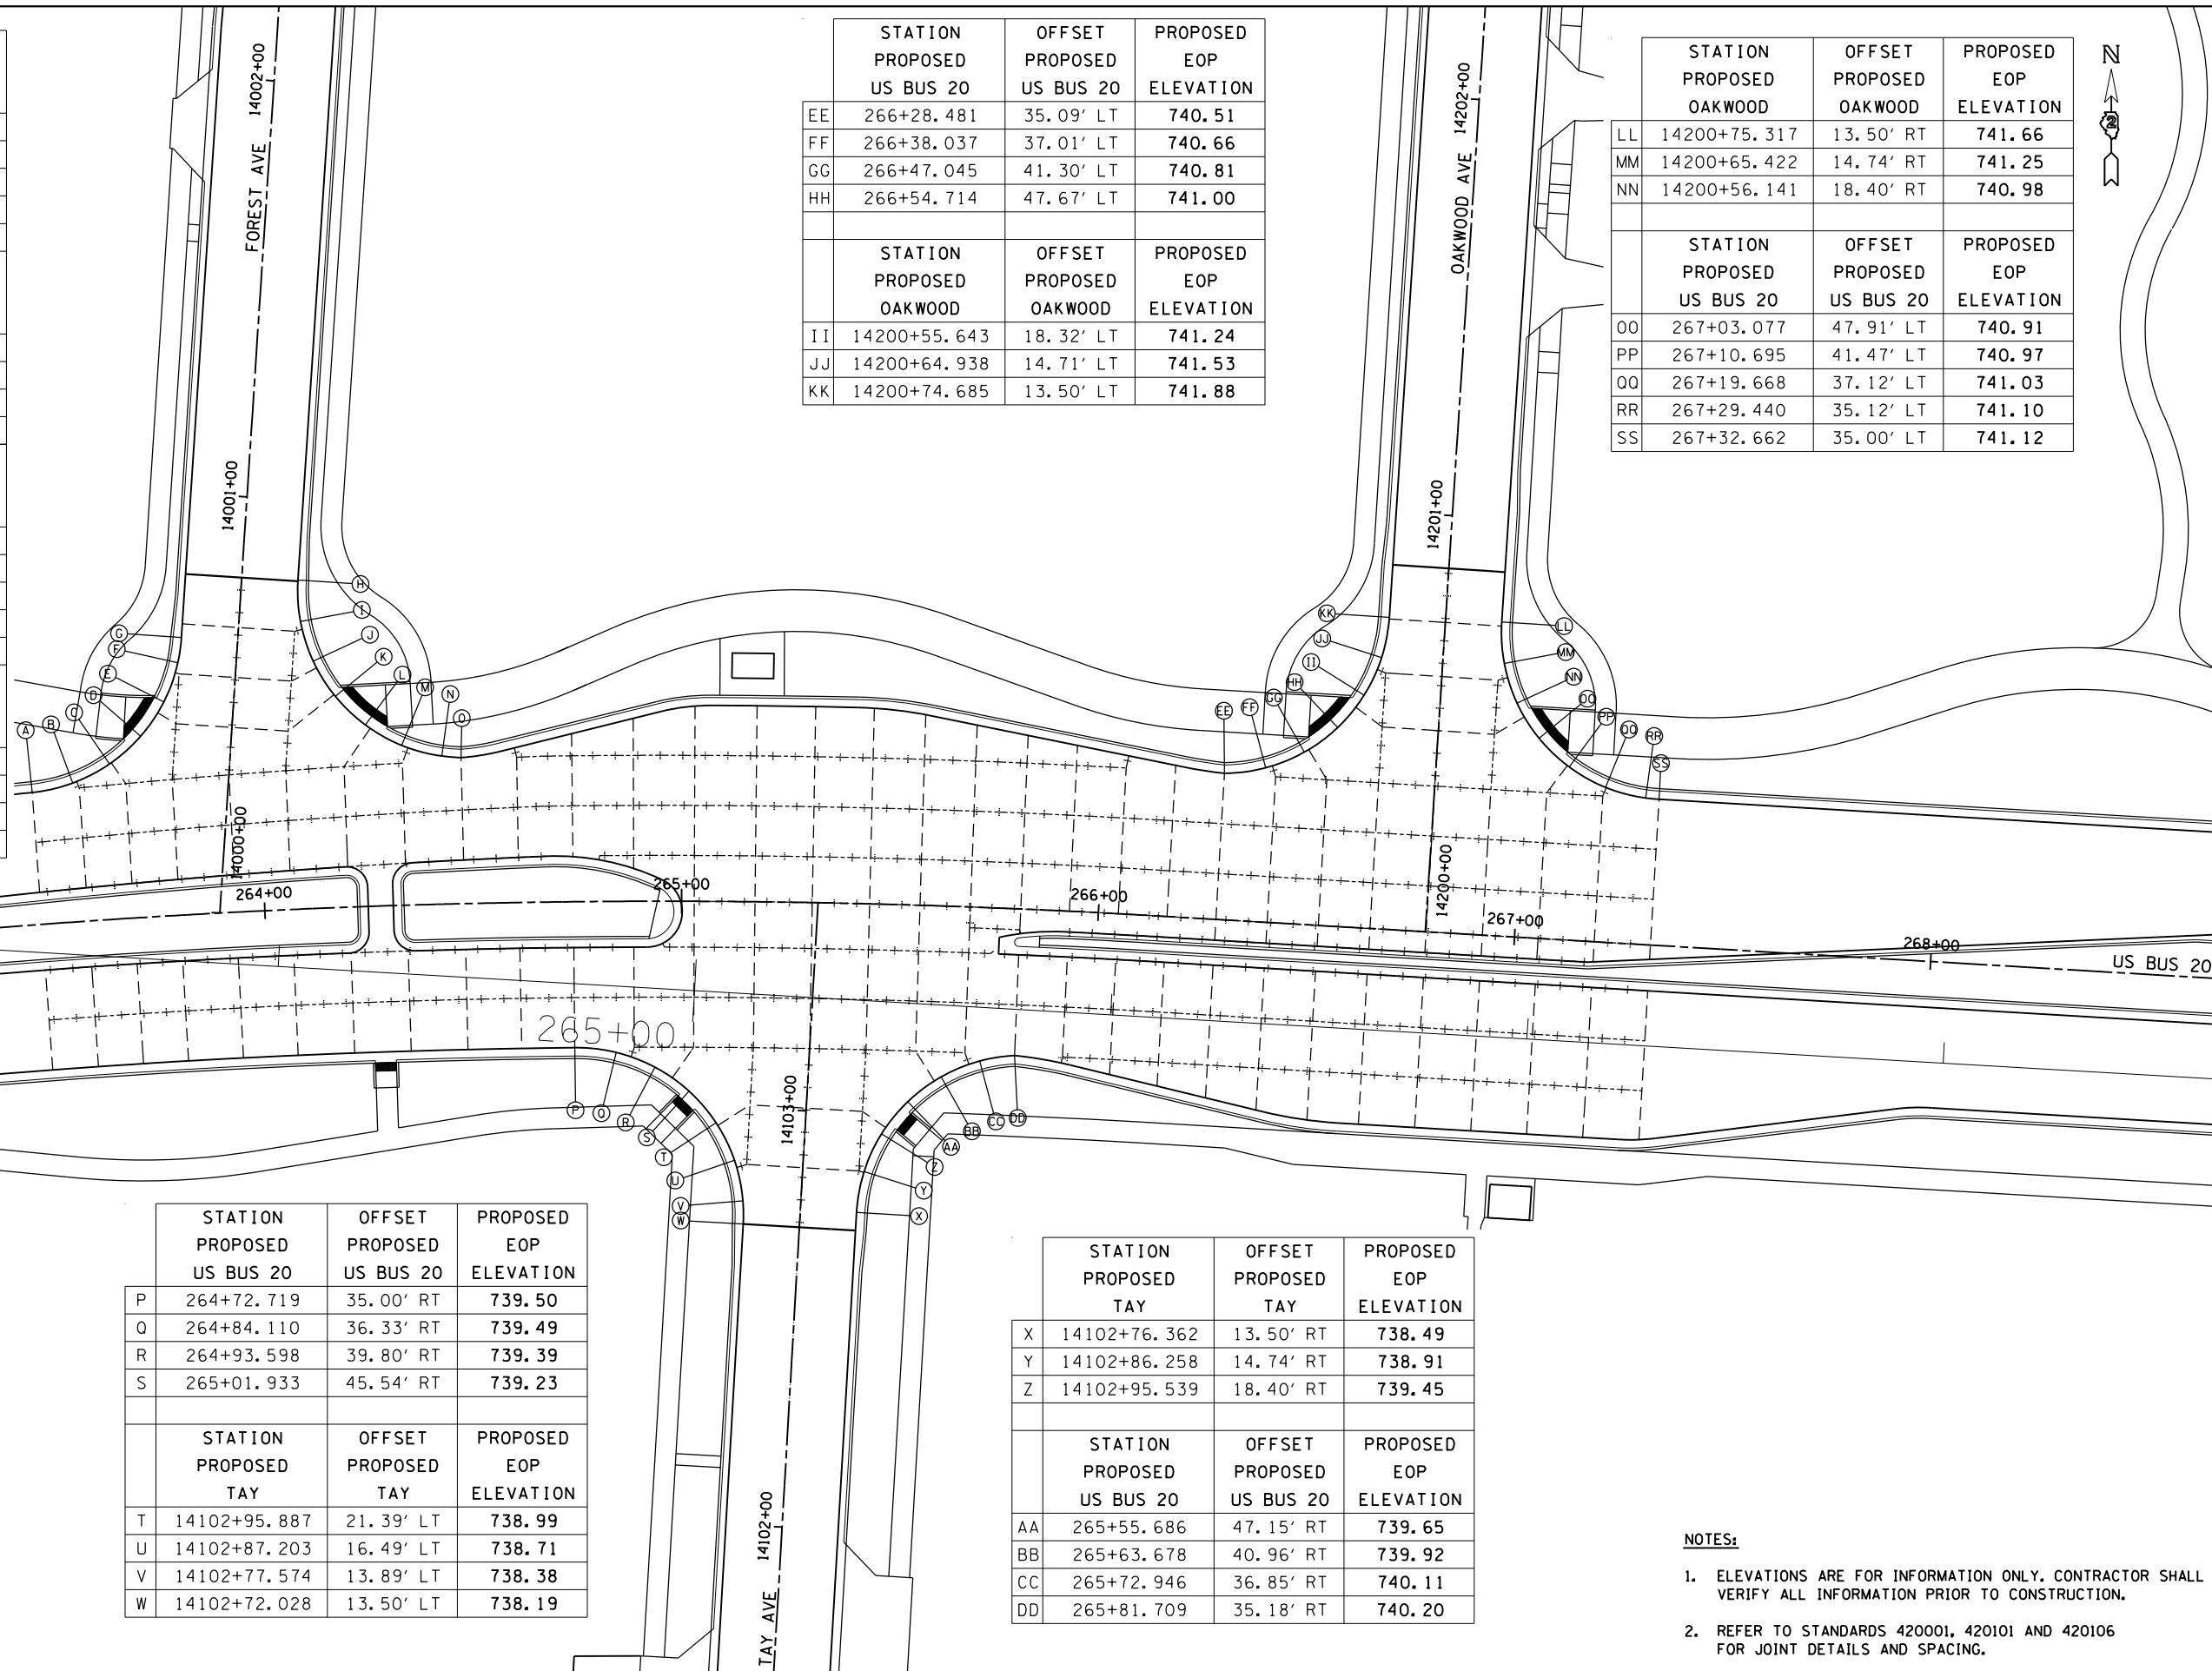 STATION OFFSET PROPOSED
PROPOSED PROPOSED EOP
US BUS 20 US BUS 20 ELEVATION
EE 266+28.481 35.09' LT 740.51
FF 266+38.037 37.01' LT 740.66
GG 266+47.045 41.30' LT 740.81
HH 266+54.714 47.67' LT 741.00
STATION OFFSET PROPOSED
PROPOSED PROPOSED EOP
OAKWOOD OAKWOOD ELEVATION
II 14200+55.643 18.32' LT 741.24
JJ 14200+64.938 14.71' LT 741.53
KK 14200+74.685 13.50' LT 741.88
STATION OFFSET PROPOSED
PROPOSED PROPOSED EOP
OAKWOOD OAKWOOD ELEVATION
LL 14200+75.317 13.50' RT 741.66
MM 14200+65.422 14.74' RT 741.25
NN 14200+56.141 18.40' RT 740.98
STATION OFFSET PROPOSED
PROPOSED PROPOSED EOP
US BUS 20 US BUS 20 ELEVATION
OO 267+03.077 47.91' LT 740.91
PP 267+10.695 41.47' LT 740.97
QQ 267+19.668 37.12' LT 741.03
RR 267+29.440 35.12' LT 741.10
SS 267+32.662 35.00' LT 741.12
N
2
FOREST AVE
14002+00
14001+00
14000+00
OAKWOOD AVE
14202+00
14201+00
14200+00
A
B
C
D
E
F
G
H
I
J
K
L
M
N
O
EE
FF
GG
HH
II
JJ
KK
LL
MM
NN
OO
PP
QQ
RR
SS
264+00
265+00
266+00
267+00
268+00
US BUS 20
265+00
P
Q
R
S
T
U
V
W
X
Y
Z
AA
BB
CC
DD
14103+00
14102+00
TAY AVE
STATION OFFSET PROPOSED
PROPOSED PROPOSED EOP
US BUS 20 US BUS 20 ELEVATION
P 264+72.719 35.00' RT 739.50
Q 264+84.110 36.33' RT 739.49
R 264+93.598 39.80' RT 739.39
S 265+01.933 45.54' RT 739.23
STATION OFFSET PROPOSED
PROPOSED PROPOSED EOP
TAY TAY ELEVATION
T 14102+95.887 21.39' LT 738.99
U 14102+87.203 16.49' LT 738.71
V 14102+77.574 13.89' LT 738.38
W 14102+72.028 13.50' LT 738.19
STATION OFFSET PROPOSED
PROPOSED PROPOSED EOP
TAY TAY ELEVATION
X 14102+76.362 13.50' RT 738.49
Y 14102+86.258 14.74' RT 738.91
Z 14102+95.539 18.40' RT 739.45
STATION OFFSET PROPOSED
PROPOSED PROPOSED EOP
US BUS 20 US BUS 20 ELEVATION
AA 265+55.686 47.15' RT 739.65
BB 265+63.678 40.96' RT 739.92
CC 265+72.946 36.85' RT 740.11
DD 265+81.709 35.18' RT 740.20
NOTES:
1. ELEVATIONS ARE FOR INFORMATION ONLY. CONTRACTOR SHALL
VERIFY ALL INFORMATION PRIOR TO CONSTRUCTION.
2. REFER TO STANDARDS 420001, 420101 AND 420106
FOR JOINT DETAILS AND SPACING.